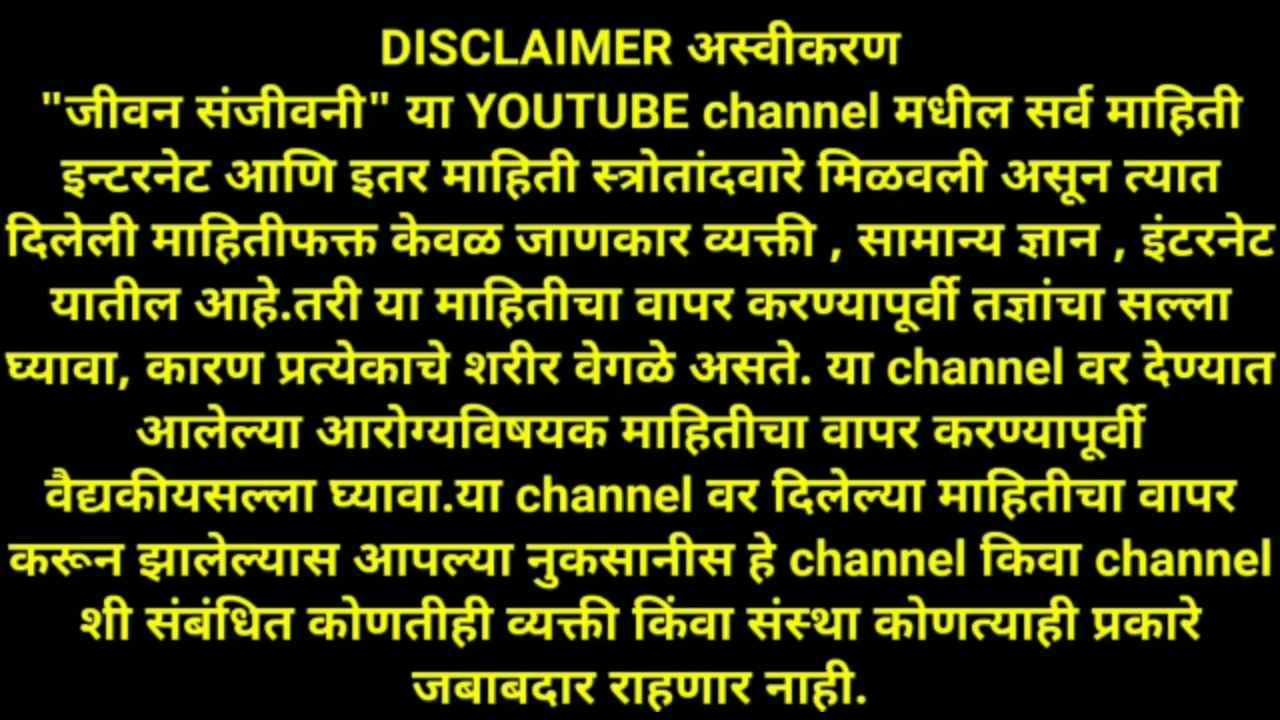 DISCLAIMER अस्वीकरण
"जीवन संजीवनी" या YOUTUBE channel मधील सर्व माहिती
इन्टरनेट आणि इतर माहिती स्त्रोतांदवारे मिळवली असून त्यात
दिलेली माहितीफक्त केवळ जाणकार व्यक्ती , सामान्य ज्ञान , इंटरनेट
यातील आहे.तरी या माहितीचा वापर करण्यापूर्वी तज्ञांचा सल्ला
घ्यावा, कारण प्रत्येकाचे शरीर वेगळे असते. या channel वर देण्यात
आलेल्या आरोग्यविषयक माहितीचा वापर करण्यापूर्वी
वैद्यकीयसल्ला घ्यावा.या channel वर दिलेल्या माहितीचा वापर
करून झालेल्यास आपल्या नुकसानीस हे channel किवा channel
शी संबंधित कोणतीही व्यक्ती किंवा संस्था कोणत्याही प्रकारे
जबाबदार राहणार नाही.